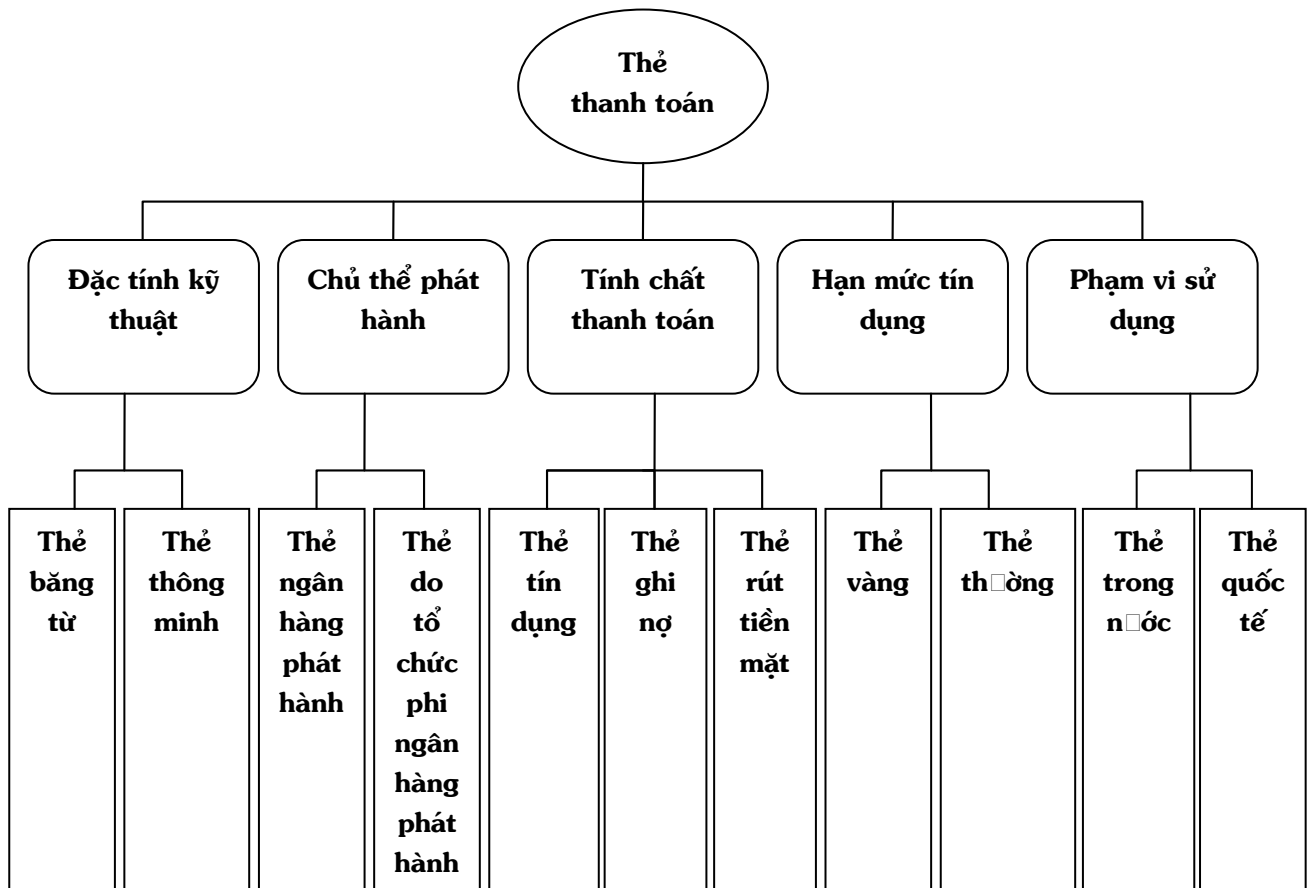 Thẻ
thanh toán
Đặc tính kỹ
thuật
Chủ thể phát
hành
Tính chất
thanh toán
Hạn mức tín
dụng
Phạm vi sử
dụng
Thẻ
băng
từ
Thẻ
thông
minh
Thẻ
ngân
hàng
phát
hành
Thẻ
do
tổ
chức
phi
ngân
hàng
phát
hành
Thẻ
tín
dụng
Thẻ
ghi
nợ
Thẻ
rút
tiền
mặt
Thẻ
vàng
Thẻ
th□ờng
Thẻ
trong
n□ớc
Thẻ
quốc
tế